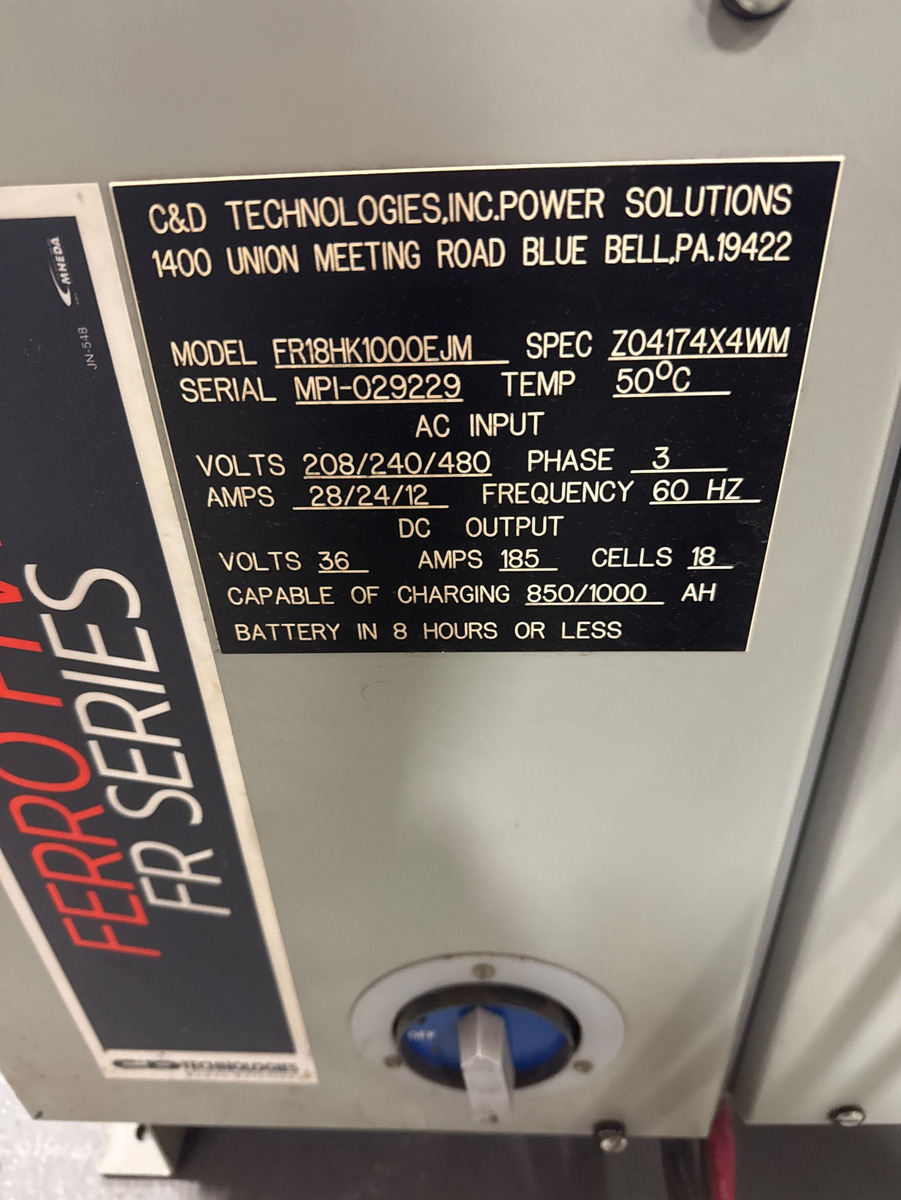 C&D TECHNOLOGIES,INC.POWER SOLUTIONS
1400 UNION MEETING ROAD BLUE BELL,PA.19422
MODEL FR18HK1000EJM SPEC Z04174X4WM
SERIAL MPI-029229 TEMP 50°C
AC INPUT
VOLTS 208/240/480 PHASE 3
AMPS 28/24/12 FREQUENCY 60 HZ
DC OUTPUT
VOLTS 36 AMPS 185 CELLS 18
CAPABLE OF CHARGING 850/1000 AH
BATTERY IN 8 HOURS OR LESS
MHEDA
JN-548
FERRO
FR SERIES
TECHNOLOGIES
OFF